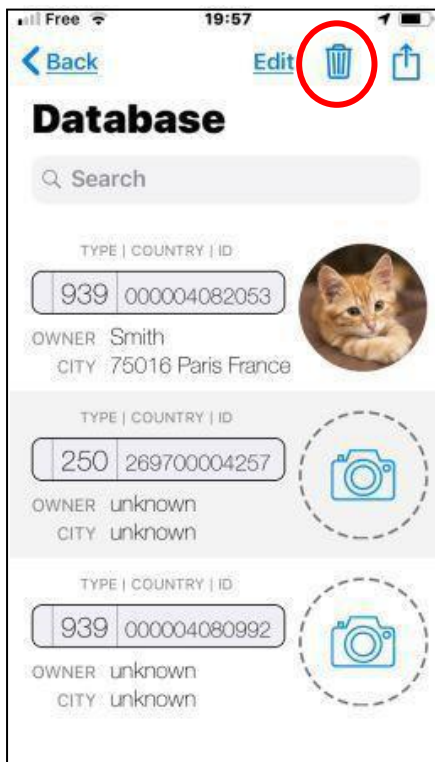 Free 19:57
Back Edit
Database
Search
TYPE | COUNTRY | ID
939 000004082053
OWNER Smith
CITY 75016 Paris France
TYPE | COUNTRY | ID
250 269700004257
OWNER unknown
CITY unknown
TYPE | COUNTRY | ID
939 000004080992
OWNER unknown
CITY unknown